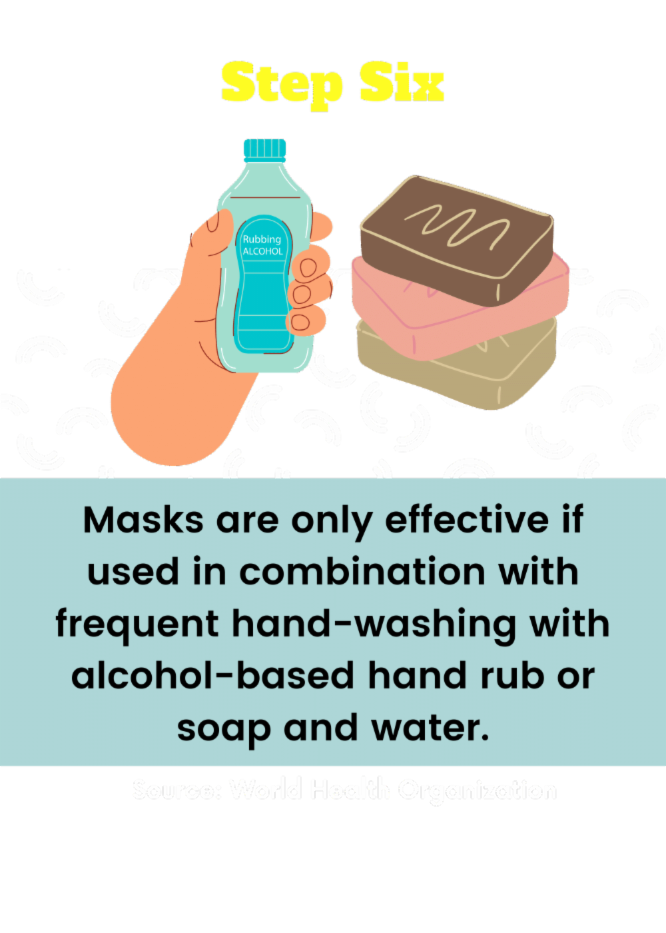 Step Six
Rubbing
ALCOHOL
Masks are only effective if
used in combination with
frequent hand-washing with
alcohol-based hand rub or
soap and water.
Source: World Health Organization